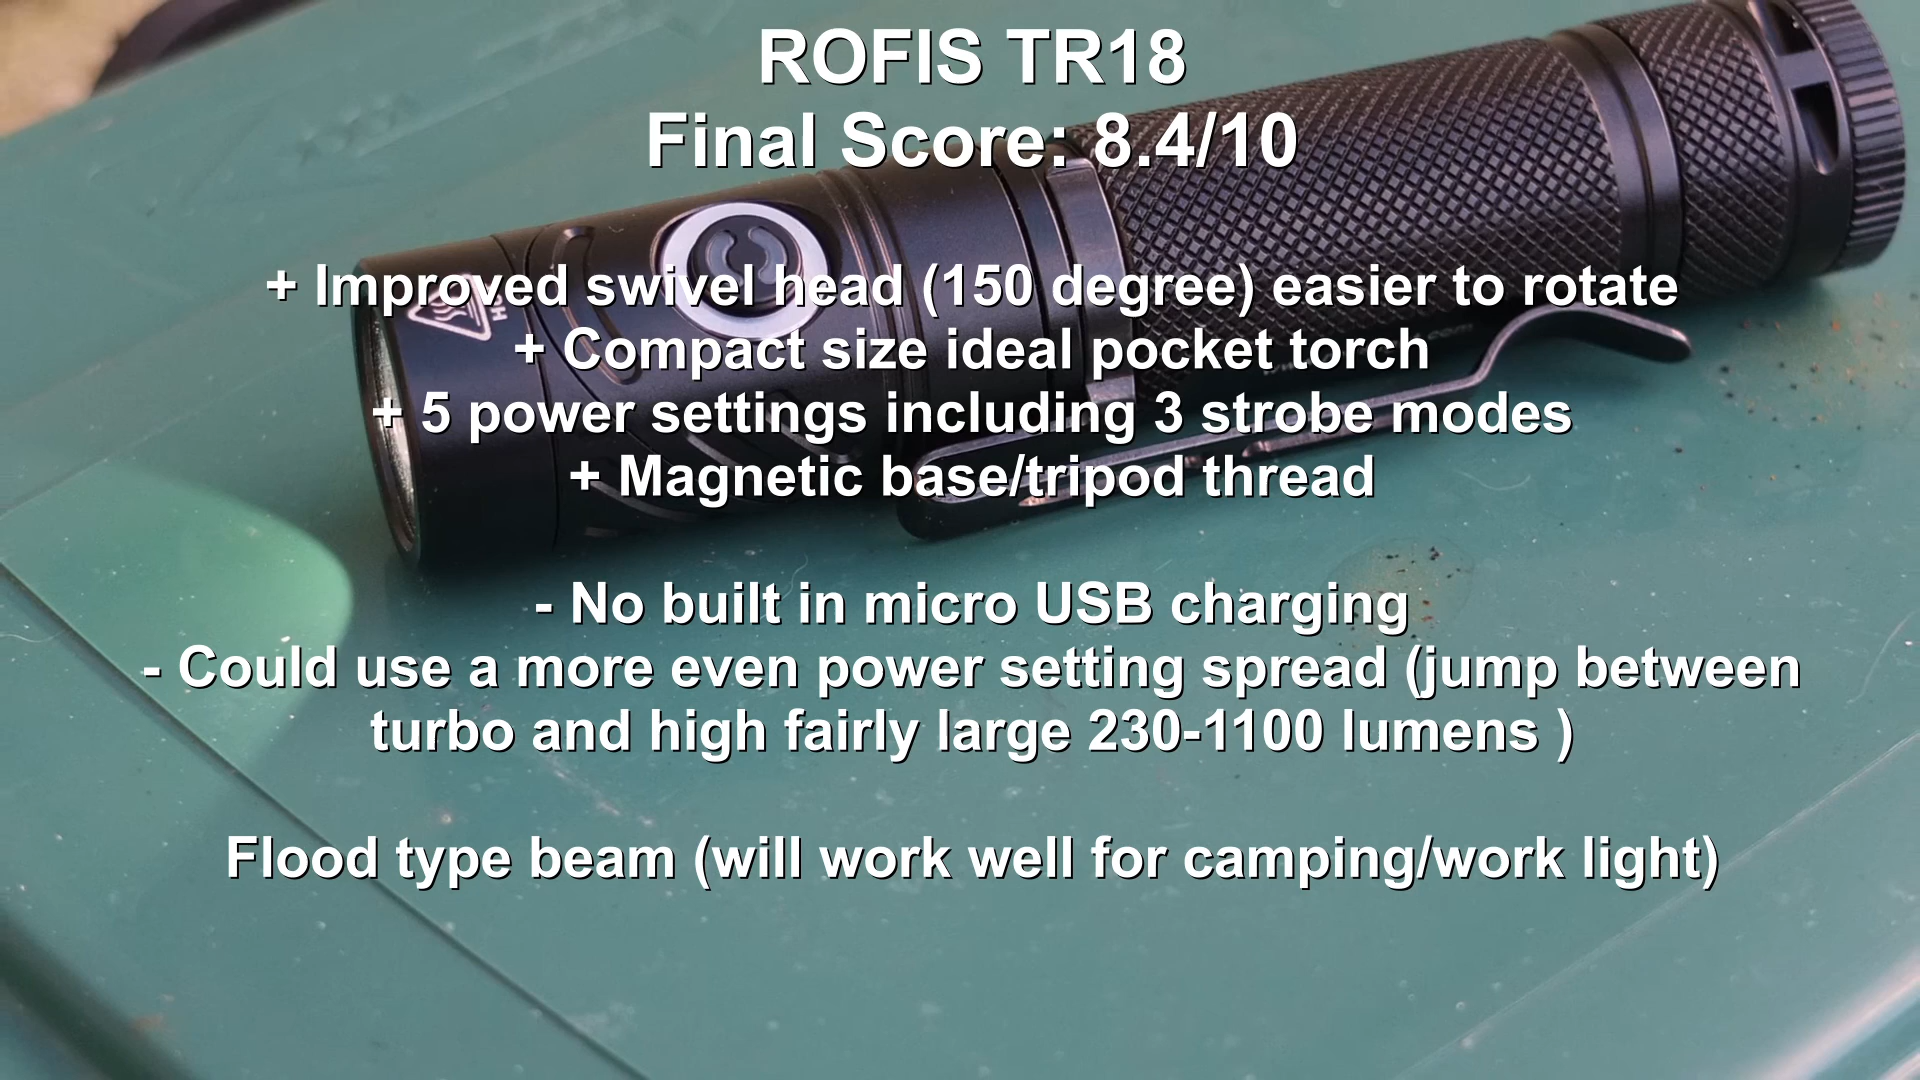 ROFIS TR18
Final Score: 8.4/10
+ Improved swivel head (150 degree) easier to rotate
+ Compact size ideal pocket torch
+ 5 power settings including 3 strobe modes
+ Magnetic base/tripod thread
- No built in micro USB charging
- Could use a more even power setting spread (jump between
turbo and high fairly large 230-1100 lumens )
Flood type beam (will work well for camping/work light)